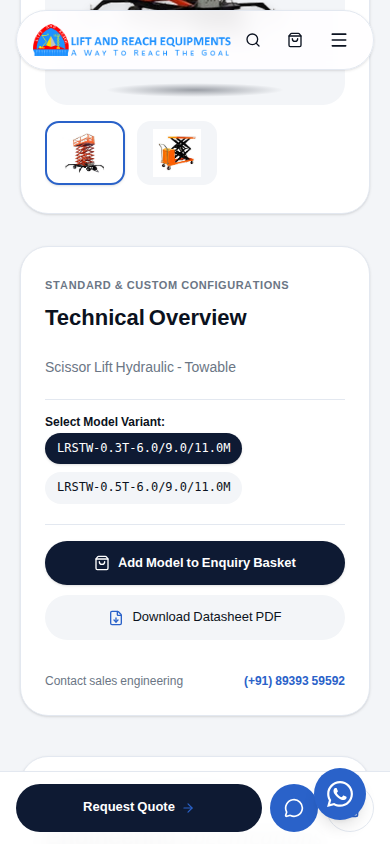 LIFT AND REACH EQUIPMENTS
A WAY TO REACH THE GOAL
STANDARD & CUSTOM CONFIGURATIONS
Technical Overview
Scissor Lift Hydraulic - Towable
Select Model Variant:
LRSTW-0.3T-6.0/9.0/11.0M
LRSTW-0.5T-6.0/9.0/11.0M
Add Model to Enquiry Basket
Download Datasheet PDF
Contact sales engineering (+91) 89393 59592
Request Quote